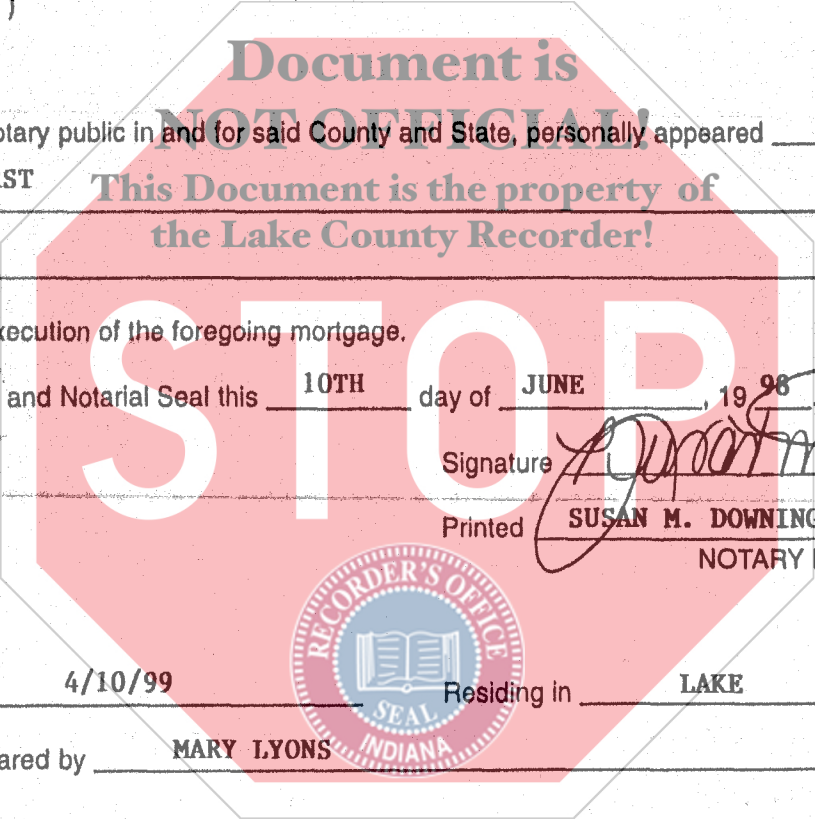 )
Document is
NOT OFFICIAL!
otary public in and for said County and State, personally appeared
AST
This Document is the property of
the Lake County Recorder!
xecution of the foregoing mortgage.
and Notarial Seal this 10TH day of JUNE, 19 98
STOP
Signature
Printed SUSAN M. DOWNING
NOTARY
RECORDER'S OFFICE
SEAL
INDIANA
4/10/99 Residing in LAKE
ared by MARY LYONS